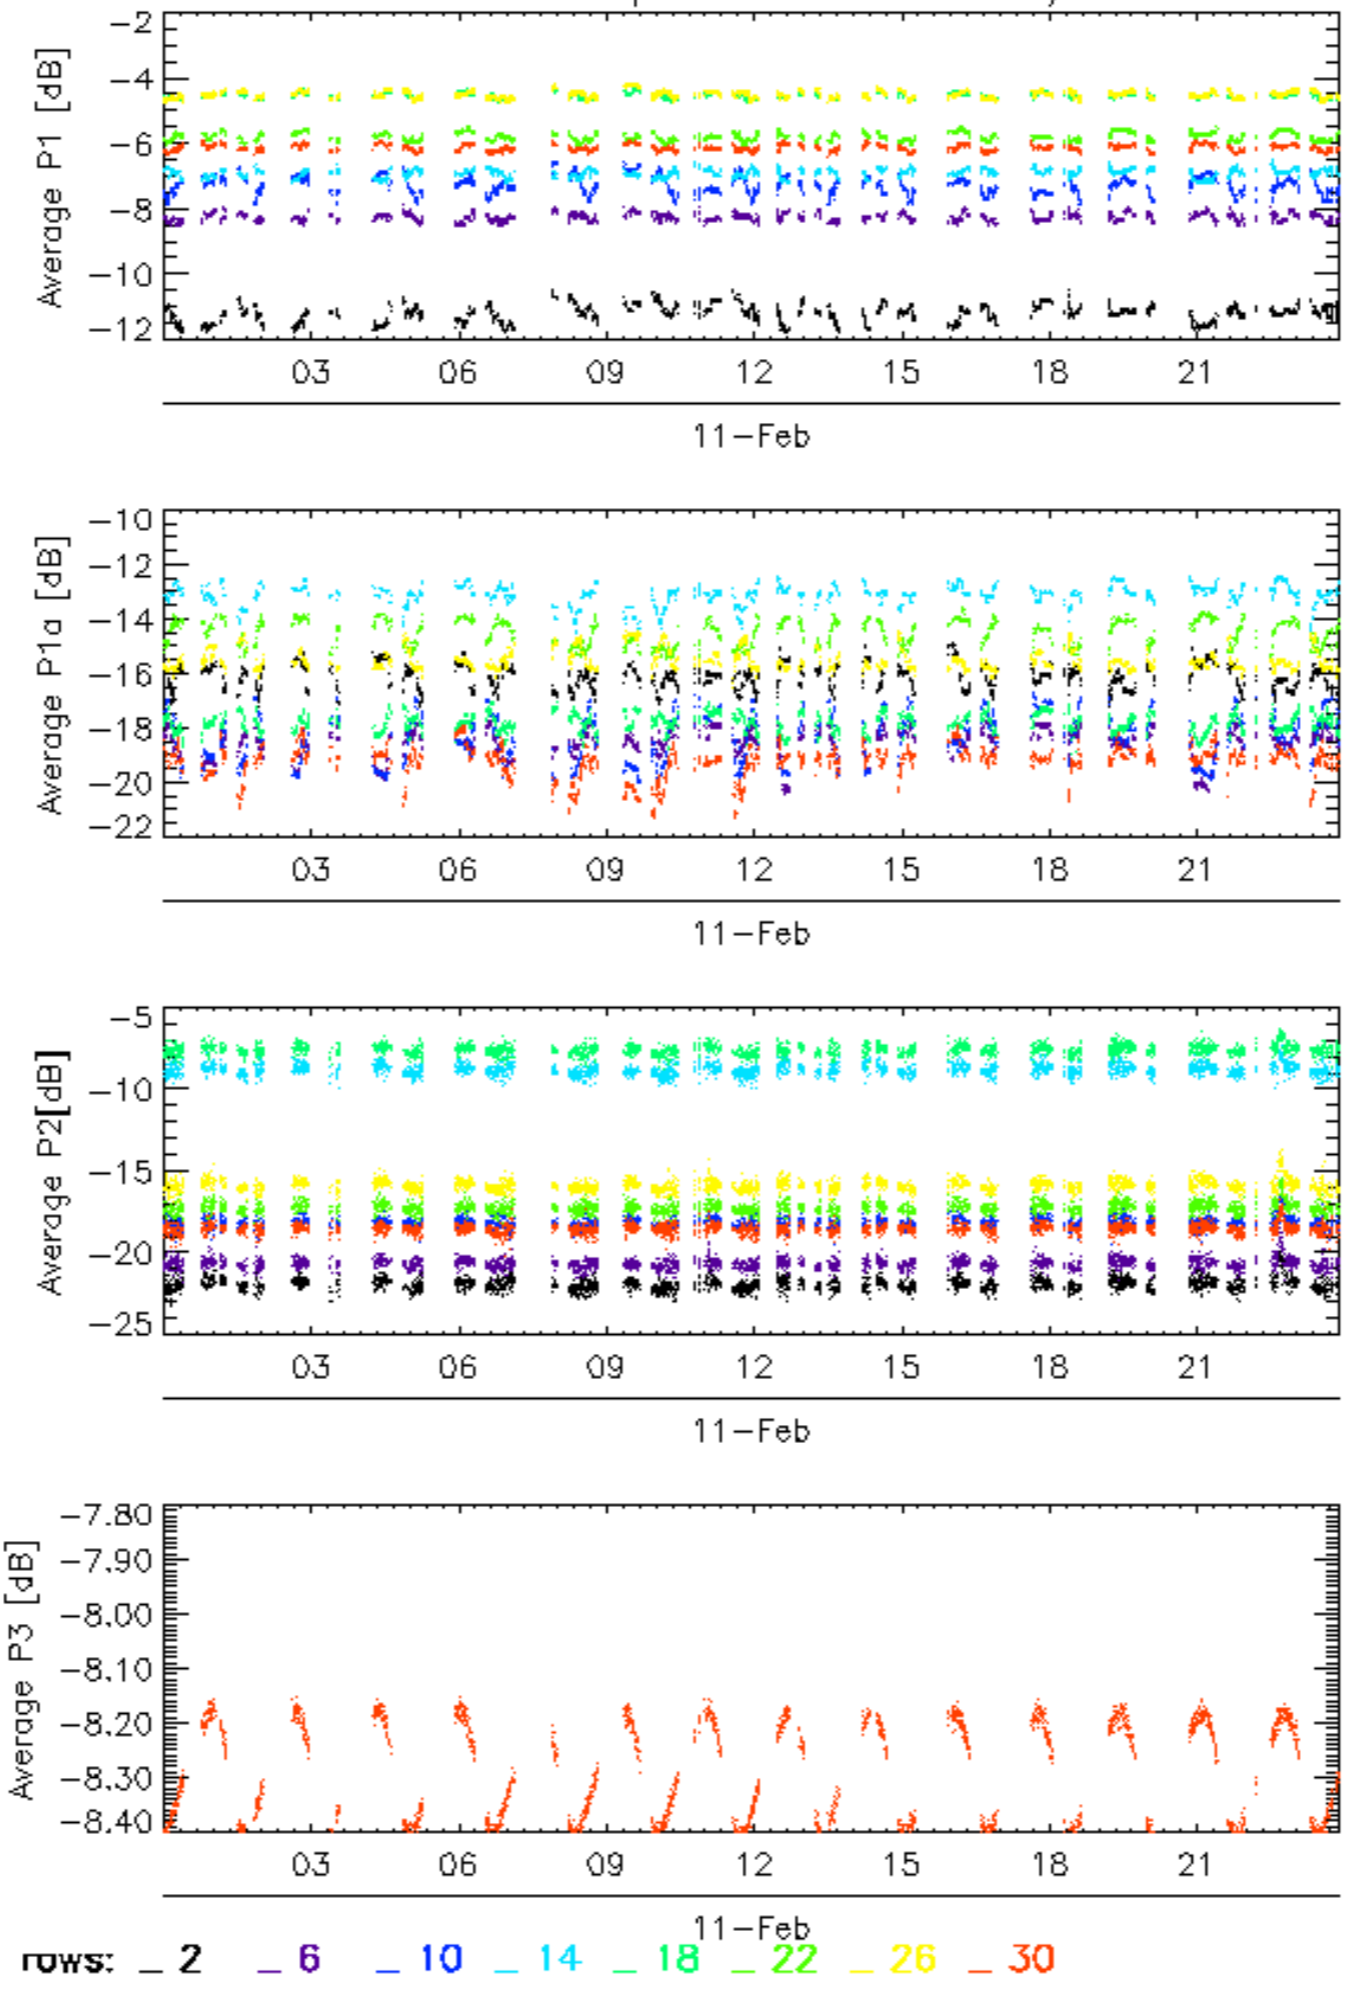 Average P1 [dB]
-2
-4
-6
-8
-10
-12
03 06 09 12 15 18 21
11-Feb
Average P1a [dB]
-10
-12
-14
-16
-18
-20
-22
03 06 09 12 15 18 21
11-Feb
Average P2[dB]
-5
-10
-15
-20
-25
03 06 09 12 15 18 21
11-Feb
Average P3 [dB]
-7.80
-7.90
-8.00
-8.10
-8.20
-8.30
-8.40
03 06 09 12 15 18 21
11-Feb
rows: _ 2 _ 6 _ 10 _ 14 _ 18 _ 22 _ 26 _ 30